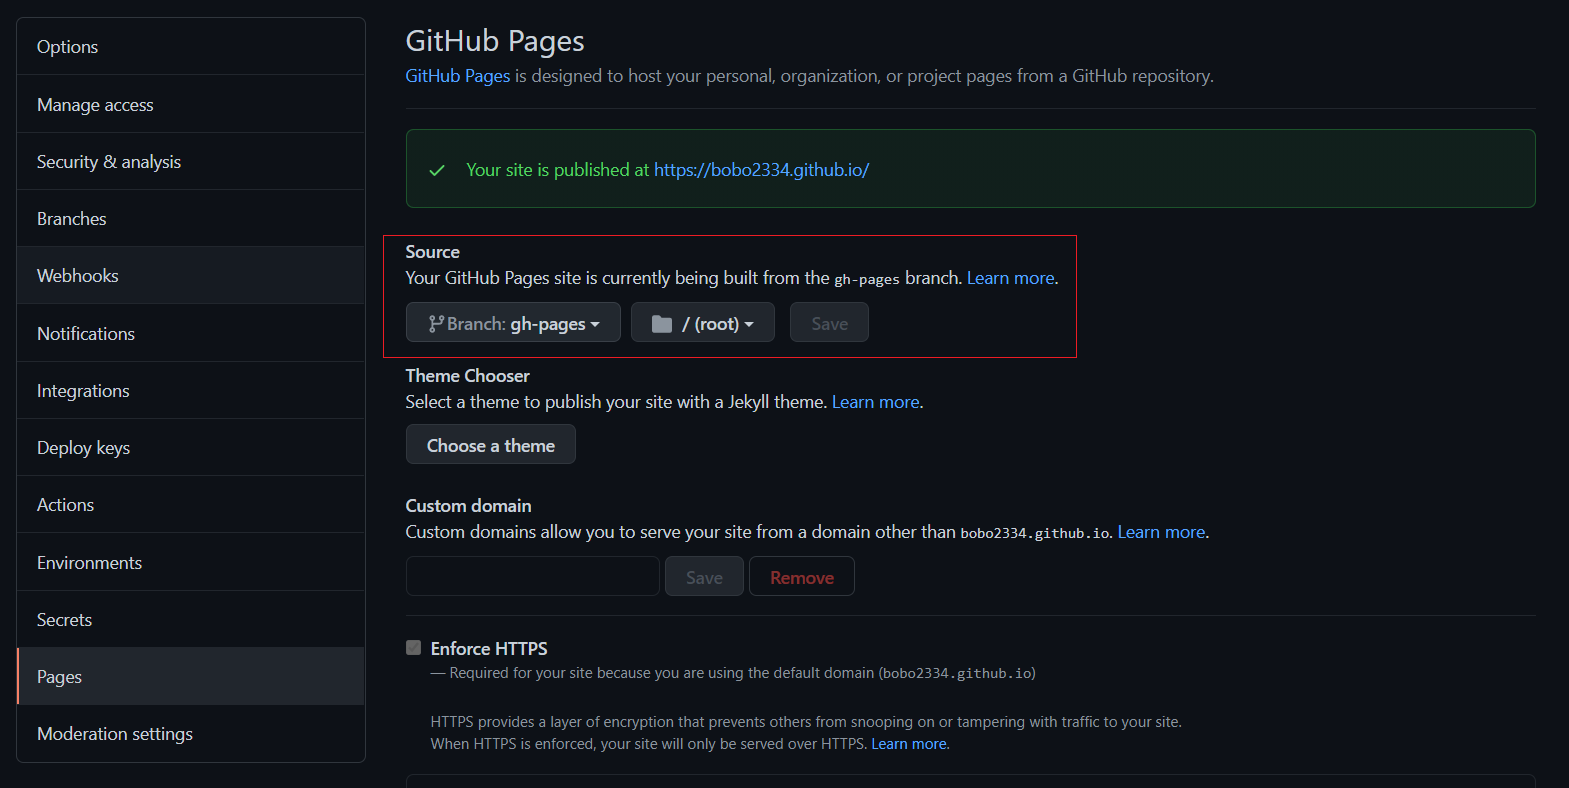 Options
Manage access
Security & analysis
Branches
Webhooks
Notifications
Integrations
Deploy keys
Actions
Environments
Secrets
Pages
Moderation settings
GitHub Pages
GitHub Pages is designed to host your personal, organization, or project pages from a GitHub repository.
Your site is published at https://bobo2334.github.io/
Source
Your GitHub Pages site is currently being built from the gh-pages branch. Learn more.
Branch: gh-pages / (root) Save
Theme Chooser
Select a theme to publish your site with a Jekyll theme. Learn more.
Choose a theme
Custom domain
Custom domains allow you to serve your site from a domain other than bobo2334.github.io. Learn more.
Save Remove
Enforce HTTPS
— Required for your site because you are using the default domain (bobo2334.github.io)
HTTPS provides a layer of encryption that prevents others from snooping on or tampering with traffic to your site.
When HTTPS is enforced, your site will only be served over HTTPS. Learn more.